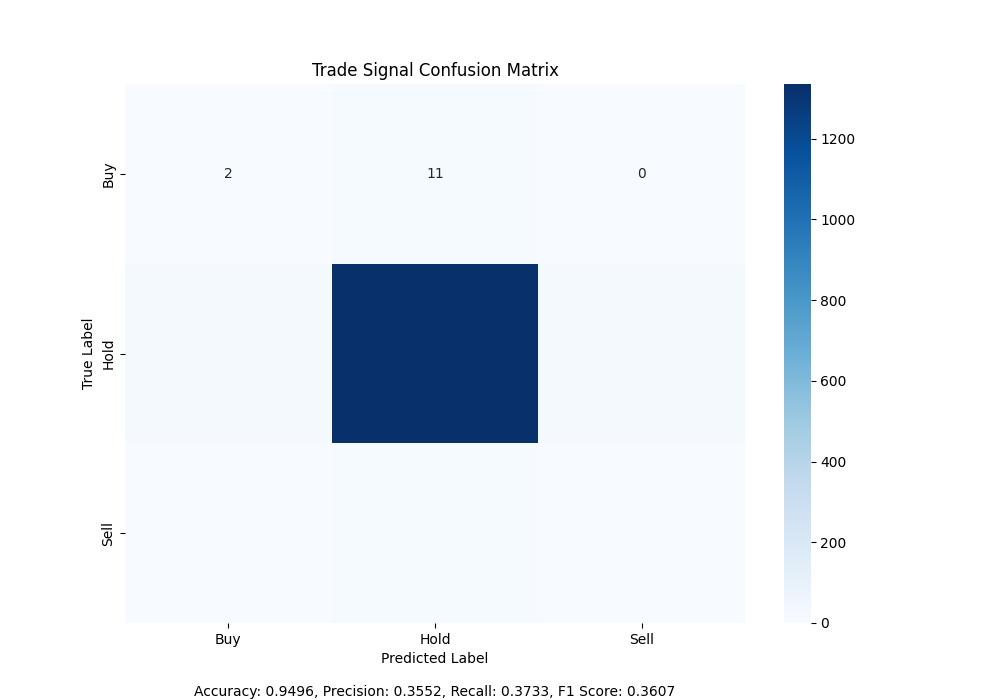 Trade Signal Confusion Matrix
Buy
2
11
0
Hold
Sell
True Label
Buy
Hold
Sell
Predicted Label
1200
1000
800
600
400
200
0
Accuracy: 0.9496, Precision: 0.3552, Recall: 0.3733, F1 Score: 0.3607